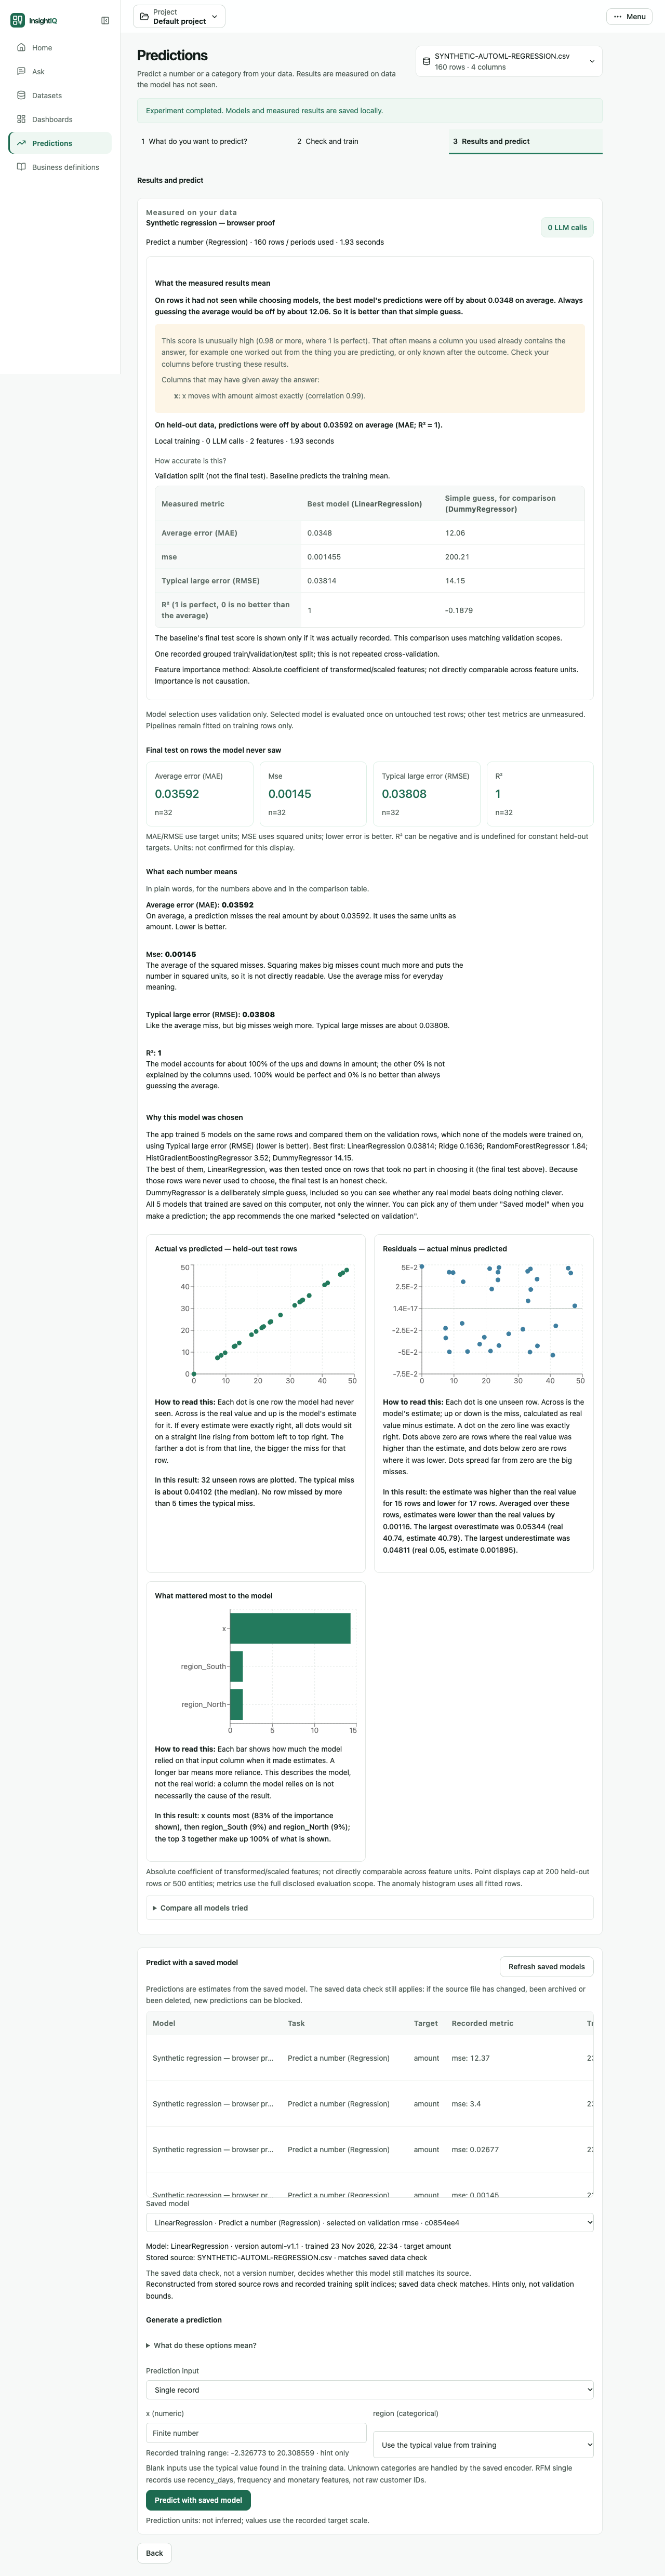 InsightIQ
Home
Ask
Datasets
Dashboards
Predictions
Business definitions
Project
Default project
Menu
Predictions
Predict a number or a category from your data. Results are measured on data
the model has not seen.
SYNTHETIC-AUTOML-REGRESSION.csv
160 rows · 4 columns
Experiment completed. Models and measured results are saved locally.
1 What do you want to predict?
2 Check and train
3 Results and predict
Results and predict
Measured on your data
Synthetic regression — browser proof
0 LLM calls
Predict a number (Regression) · 160 rows / periods used · 1.93 seconds
What the measured results mean
On rows it had not seen while choosing models, the best model's predictions were off by about 0.0348 on average. Always
guessing the average would be off by about 12.06. So it is better than that simple guess.
This score is unusually high (0.98 or more, where 1 is perfect). That often means a column you used already contains the
answer, for example one worked out from the thing you are predicting, or only known after the outcome. Check your
columns before trusting these results.
Columns that may have given away the answer:
x: x moves with amount almost exactly (correlation 0.99).
On held-out data, predictions were off by about 0.03592 on average (MAE; R² = 1).
Local training · 0 LLM calls · 2 features · 1.93 seconds
How accurate is this?
Validation split (not the final test). Baseline predicts the training mean.
Measured metric
Best model (LinearRegression)
Simple guess, for comparison
(DummyRegressor)
Average error (MAE)
0.0348
12.06
mse
0.001455
200.21
Typical large error (RMSE)
0.03814
14.15
R² (1 is perfect, 0 is no better than
the average)
1
-0.1879
The baseline's final test score is shown only if it was actually recorded. This comparison uses matching validation scopes.
One recorded grouped train/validation/test split; this is not repeated cross-validation.
Feature importance method: Absolute coefficient of transformed/scaled features; not directly comparable across feature units.
Importance is not causation.
Model selection uses validation only. Selected model is evaluated once on untouched test rows; other test metrics are unmeasured.
Pipelines remain fitted on training rows only.
Final test on rows the model never saw
Average error (MAE)
0.03592
n=32
Mse
0.00145
n=32
Typical large error (RMSE)
0.03808
n=32
R²
1
n=32
MAE/RMSE use target units; MSE uses squared units; lower error is better. R² can be negative and is undefined for constant held-out
targets. Units: not confirmed for this display.
What each number means
In plain words, for the numbers above and in the comparison table.
Average error (MAE): 0.03592
On average, a prediction misses the real amount by about 0.03592. It uses the same units as
amount. Lower is better.
Mse: 0.00145
The average of the squared misses. Squaring makes big misses count much more and puts the
number in squared units, so it is not directly readable. Use the average miss for everyday
meaning.
Typical large error (RMSE): 0.03808
Like the average miss, but big misses weigh more. Typical large misses are about 0.03808.
R²: 1
The model accounts for about 100% of the ups and downs in amount; the other 0% is not
explained by the columns used. 100% would be perfect and 0% is no better than always
guessing the average.
Why this model was chosen
The app trained 5 models on the same rows and compared them on the validation rows, which none of the models were trained on,
using Typical large error (RMSE) (lower is better). Best first: LinearRegression 0.03814; Ridge 0.1636; RandomForestRegressor 1.84;
HistGradientBoostingRegressor 3.52; DummyRegressor 14.15.
The best of them, LinearRegression, was then tested once on rows that took no part in choosing it (the final test above). Because
those rows were never used to choose, the final test is an honest check.
DummyRegressor is a deliberately simple guess, included so you can see whether any real model beats doing nothing clever.
All 5 models that trained are saved on this computer, not only the winner. You can pick any of them under "Saved model" when you
make a prediction; the app recommends the one marked "selected on validation".
Actual vs predicted — held-out test rows
50
40
30
20
10
0
0 10 20 30 40 50
How to read this: Each dot is one row the model had never
seen. Across is the real value and up is the model's estimate
for it. If every estimate were exactly right, all dots would sit
on a straight line rising from bottom left to top right. The
farther a dot is from that line, the bigger the miss for that
row.
In this result: 32 unseen rows are plotted. The typical miss
is about 0.04102 (the median). No row missed by more
than 5 times the typical miss.
Residuals — actual minus predicted
5E-2
2.5E-2
1.4E-17
-2.5E-2
-5E-2
-7.5E-2
0 10 20 30 40 50
How to read this: Each dot is one unseen row. Across is the
model's estimate; up or down is the miss, calculated as real
value minus estimate. A dot on the zero line was exactly
right. Dots above zero are rows where the real value was
higher than the estimate, and dots below zero are rows
where it was lower. Dots spread far from zero are the big
misses.
In this result: the estimate was higher than the real value
for 15 rows and lower for 17 rows. Averaged over these
rows, estimates were lower than the real values by
0.00116. The largest overestimate was 0.05344 (real
40.74, estimate 40.79). The largest underestimate was
0.04811 (real 0.05, estimate 0.001895).
What mattered most to the model
x
region_South
region_North
0 5 10 15
How to read this: Each bar shows how much the model
relied on that input column when it made estimates. A
longer bar means more reliance. This describes the model,
not the real world: a column the model relies on is not
necessarily the cause of the result.
In this result: x counts most (83% of the importance
shown), then region_South (9%) and region_North (9%);
the top 3 together make up 100% of what is shown.
Absolute coefficient of transformed/scaled features; not directly comparable across feature units. Point displays cap at 200 held-out
rows or 500 entities; metrics use the full disclosed evaluation scope. The anomaly histogram uses all fitted rows.
Compare all models tried
Predict with a saved model
Refresh saved models
Predictions are estimates from the saved model. The saved data check still applies: if the source file has changed, been archived or
been deleted, new predictions can be blocked.
Model Task Target Recorded metric Tr
Synthetic regression — browser pr... Predict a number (Regression) amount mse: 12.37 23
Synthetic regression — browser pr... Predict a number (Regression) amount mse: 3.4 23
Synthetic regression — browser pr... Predict a number (Regression) amount mse: 0.02677 23
Synthetic regression — browser pr... Predict a number (Regression) amount mse: 0.00145
Saved model
LinearRegression · Predict a number (Regression) · selected on validation rmse · c0854ee4
Model: LinearRegression · version automl-v1.1 · trained 23 Nov 2026, 22:34 · target amount
Stored source: SYNTHETIC-AUTOML-REGRESSION.csv · matches saved data check
The saved data check, not a version number, decides whether this model still matches its source.
Reconstructed from stored source rows and recorded training split indices; saved data check matches. Hints only, not validation
bounds.
Generate a prediction
What do these options mean?
Prediction input
Single record
x (numeric)
Finite number
Recorded training range: -2.326773 to 20.308559 · hint only
region (categorical)
Use the typical value from training
Blank inputs use the typical value found in the training data. Unknown categories are handled by the saved encoder. RFM single
records use recency_days, frequency and monetary features, not raw customer IDs.
Predict with saved model
Prediction units: not inferred; values use the recorded target scale.
Back